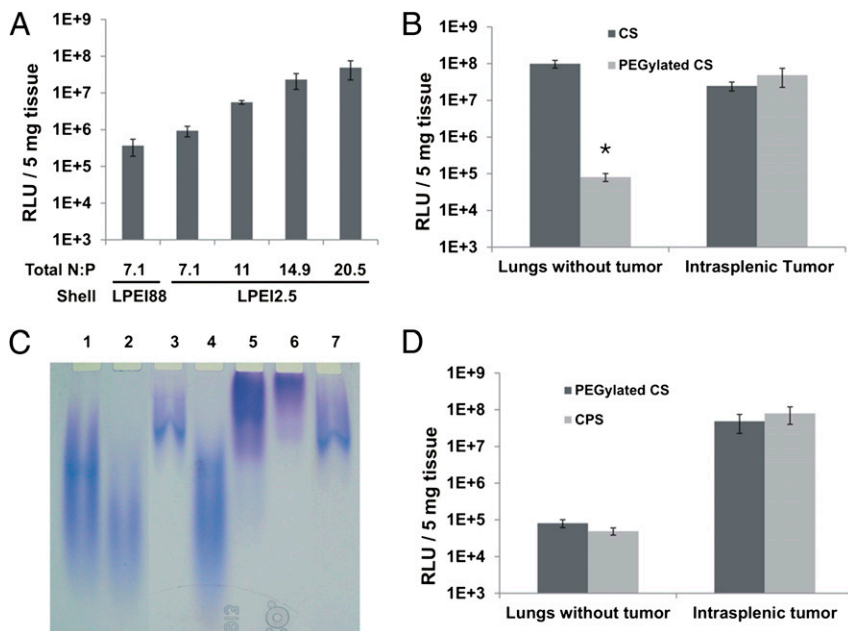 A
1E+9
1E+8
1E+7
1E+6
1E+5
1E+4
1E+3
RLU / 5 mg tissue
Total N:P 7.1 7.1 11 14.9 20.5
Shell LPEI88 LPEI2.5
B
CS
PEGylated CS
1E+9
1E+8
1E+7
1E+6
1E+5
1E+4
1E+3
RLU / 5 mg tissue
*
Lungs without tumor Intrasplenic Tumor
C
1 2 3 4 5 6 7
D
PEGylated CS
CPS
1E+9
1E+8
1E+7
1E+6
1E+5
1E+4
1E+3
RLU / 5 mg tissue
Lungs without tumor Intrasplenic Tumor